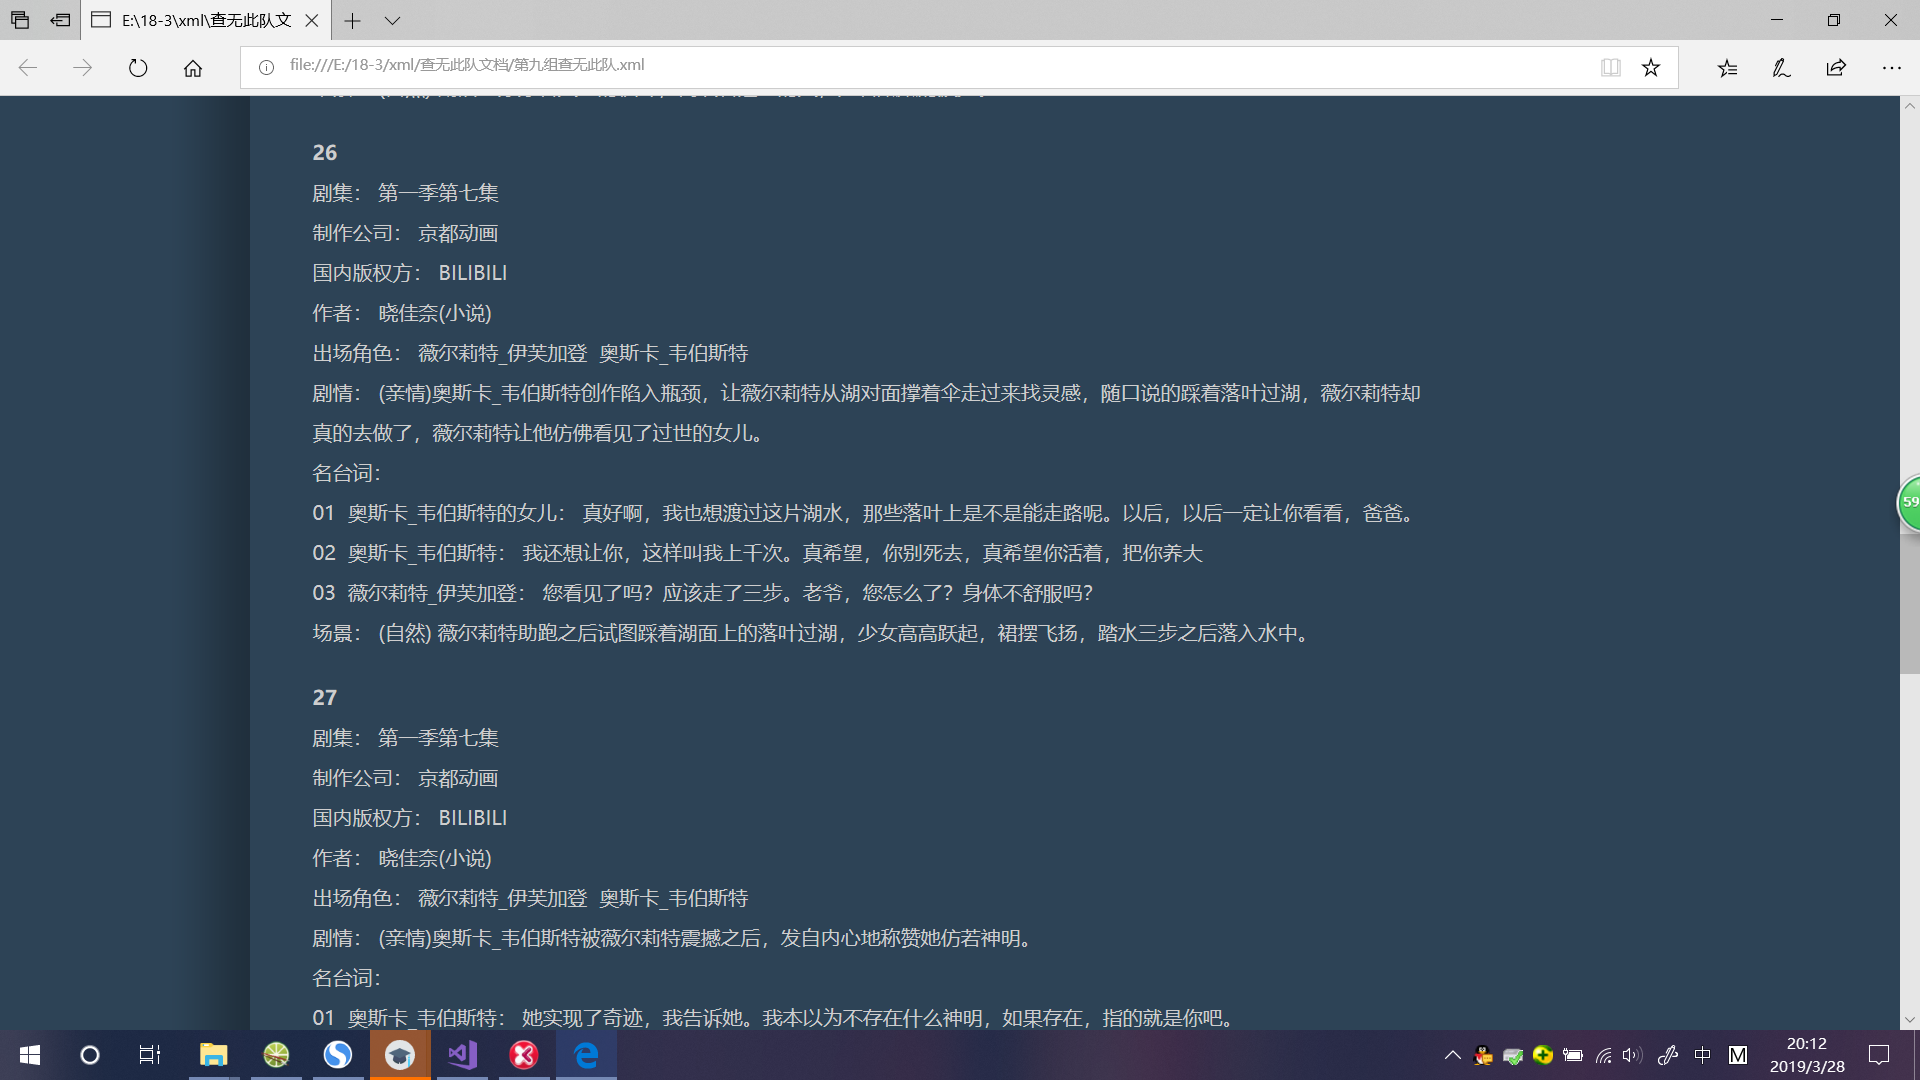 E:\18-3\xml\查无此队文
file:///E:/18-3/xml/查无此队文档/第九组查无此队.xml
26
剧集： 第一季第七集
制作公司： 京都动画
国内版权方： BILIBILI
作者： 晓佳奈(小说)
出场角色： 薇尔莉特_伊芙加登 奥斯卡_韦伯斯特
剧情： (亲情)奥斯卡_韦伯斯特创作陷入瓶颈，让薇尔莉特从湖对面撑着伞走过来找灵感，随口说的踩着落叶过湖，薇尔莉特却
真的去做了，薇尔莉特让他仿佛看见了过世的女儿。
名台词：
01 奥斯卡_韦伯斯特的女儿： 真好啊，我也想渡过这片湖水，那些落叶上是不是能走路呢。以后，以后一定让你看看，爸爸。
02 奥斯卡_韦伯斯特： 我还想让你，这样叫我上千次。真希望，你别死去，真希望你活着，把你养大
03 薇尔莉特_伊芙加登： 您看见了吗？应该走了三步。老爷，您怎么了？身体不舒服吗？
场景： (自然) 薇尔莉特助跑之后试图踩着湖面上的落叶过湖，少女高高跃起，裙摆飞扬，踏水三步之后落入水中。
27
剧集： 第一季第七集
制作公司： 京都动画
国内版权方： BILIBILI
作者： 晓佳奈(小说)
出场角色： 薇尔莉特_伊芙加登 奥斯卡_韦伯斯特
剧情： (亲情)奥斯卡_韦伯斯特被薇尔莉特震撼之后，发自内心地称赞她仿若神明。
名台词：
01 奥斯卡_韦伯斯特： 她实现了奇迹，我告诉她。我本以为不存在什么神明，如果存在，指的就是你吧。
59
中
M
20:12
2019/3/28